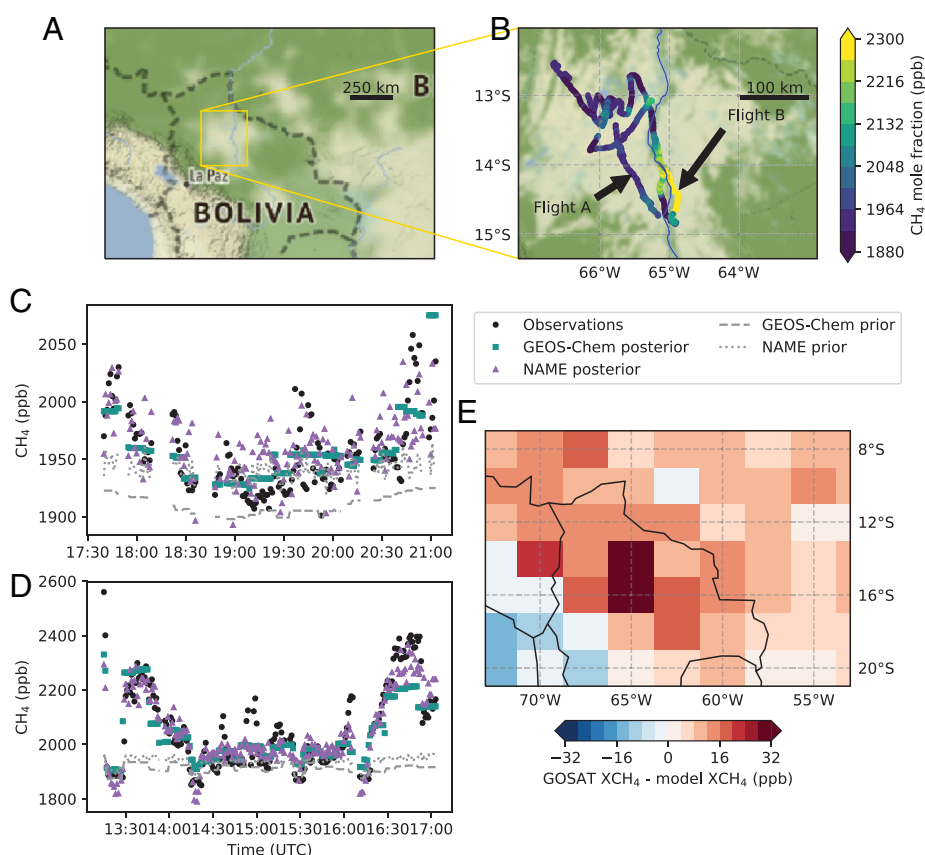 A
250 km
B
La Paz
BOLIVIA
B
13°S
14°S
15°S
66°W 65°W 64°W
100 km
Flight B
Flight A
2300
2216
2132
2048
1964
1880
CH₄ mole fraction (ppb)
C
CH₄ (ppb)
2050
2000
1950
1900
17:30 18:00 18:30 19:00 19:30 20:00 20:30 21:00
Observations
GEOS-Chem posterior
NAME posterior
GEOS-Chem prior
NAME prior
D
CH₄ (ppb)
2600
2400
2200
2000
1800
13:30 14:00 14:30 15:00 15:30 16:00 16:30 17:00
Time (UTC)
E
8°S
12°S
16°S
20°S
70°W 65°W 60°W 55°W
−32 −16 0 16 32
GOSAT XCH₄ - model XCH₄ (ppb)